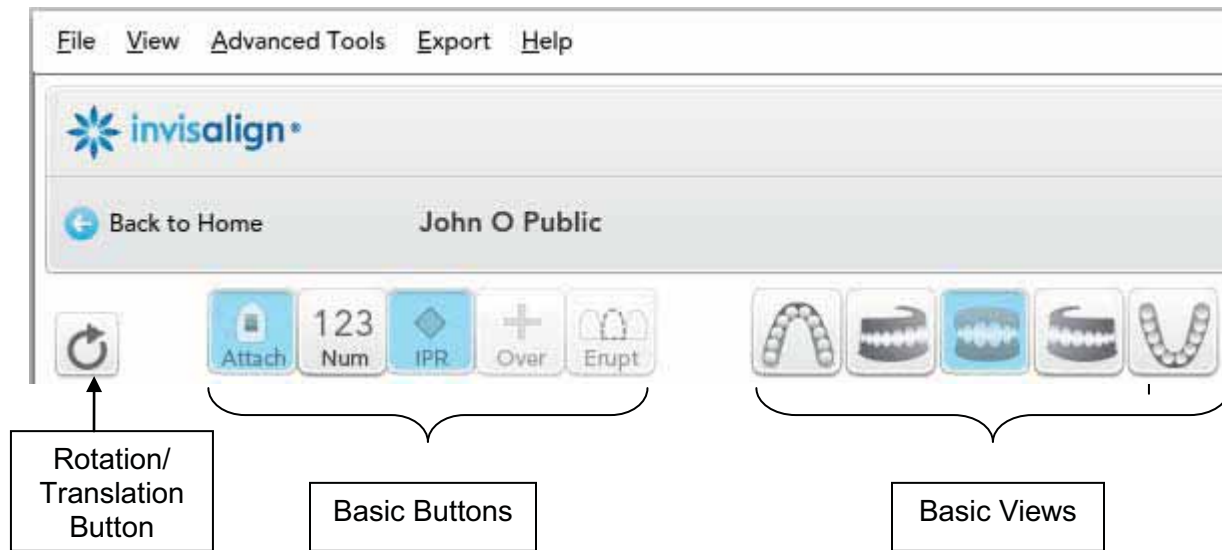 File View Advanced Tools Export Help
invisalign®
Back to Home John O Public
123
Attach Num IPR Over Erupt
Rotation/
Translation
Button
Basic Buttons
Basic Views